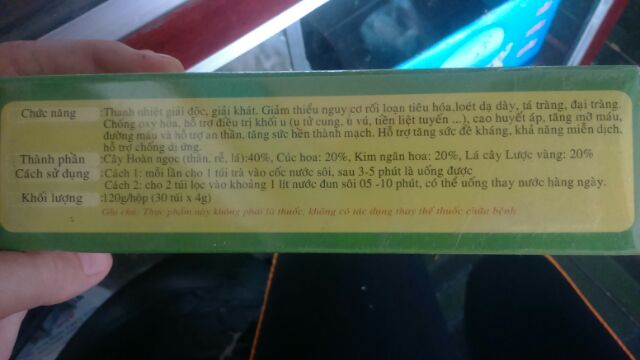 Chức năng :Thanh nhiệt giải độc, giải khát. Giảm thiểu nguy cơ rối loạn tiêu hóa,loét dạ dày, tá tràng, đại tràng.
Chống oxy hóa, hỗ trợ điều trị khối u (u tử cung, u vú, tiền liệt tuyến ...), cao huyết áp, tăng mỡ máu,
đường máu và hỗ trợ an thần, tăng sức bền thành mạch. Hỗ trợ tăng sức đề kháng, khả năng miễn dịch,
hỗ trợ chống dị ứng.
Thành phần :Cây Hoàn ngọc (thân, rễ, lá):40%, Cúc hoa: 20%, Kim ngân hoa: 20%, Lá cây Lược vàng: 20%
Cách sử dụng :Cách 1: mỗi lần cho 1 túi trà vào cốc nước sôi, sau 3-5 phút là uống được
Cách 2: cho 2 túi lọc vào khoảng 1 lít nước đun sôi 05 -10 phút, có thể uống thay nước hàng ngày.
Khối lượng :120g/hộp (30 túi x 4g)
Ghi chú: Thực phẩm này không phải là thuốc, không có tác dụng thay thế thuốc chữa bệnh